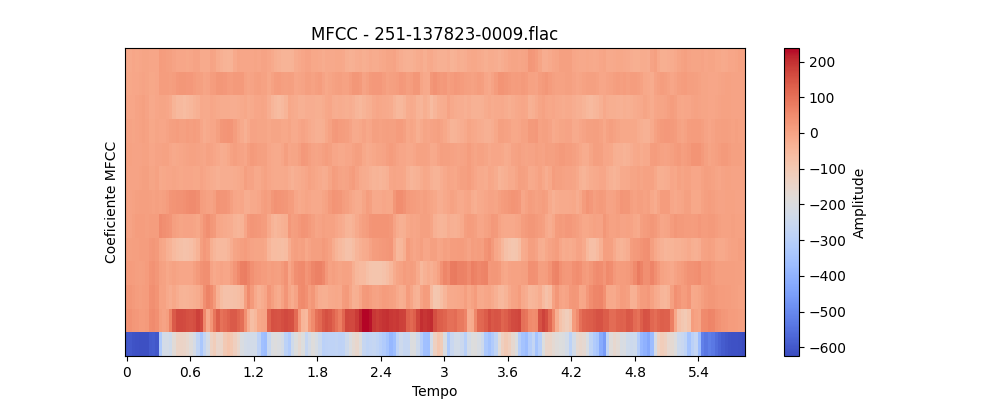 MFCC - 251-137823-0009.flac
Coeficiente MFCC
0 0.6 1.2 1.8 2.4 3 3.6 4.2 4.8 5.4
Tempo
200
100
0
−100
−200
−300
−400
−500
−600
Amplitude